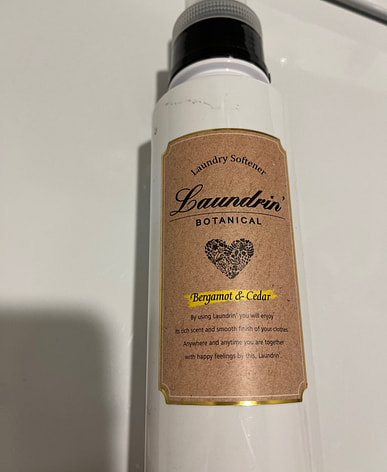 Laundry Softener
Laundrin'
BOTANICAL
Bergamot & Cedar
By using Laundrin' you will enjoy
its rich scent and smooth finish of your clothes
Anywhere and anytime you are together
with happy feelings by this, Laundrin'